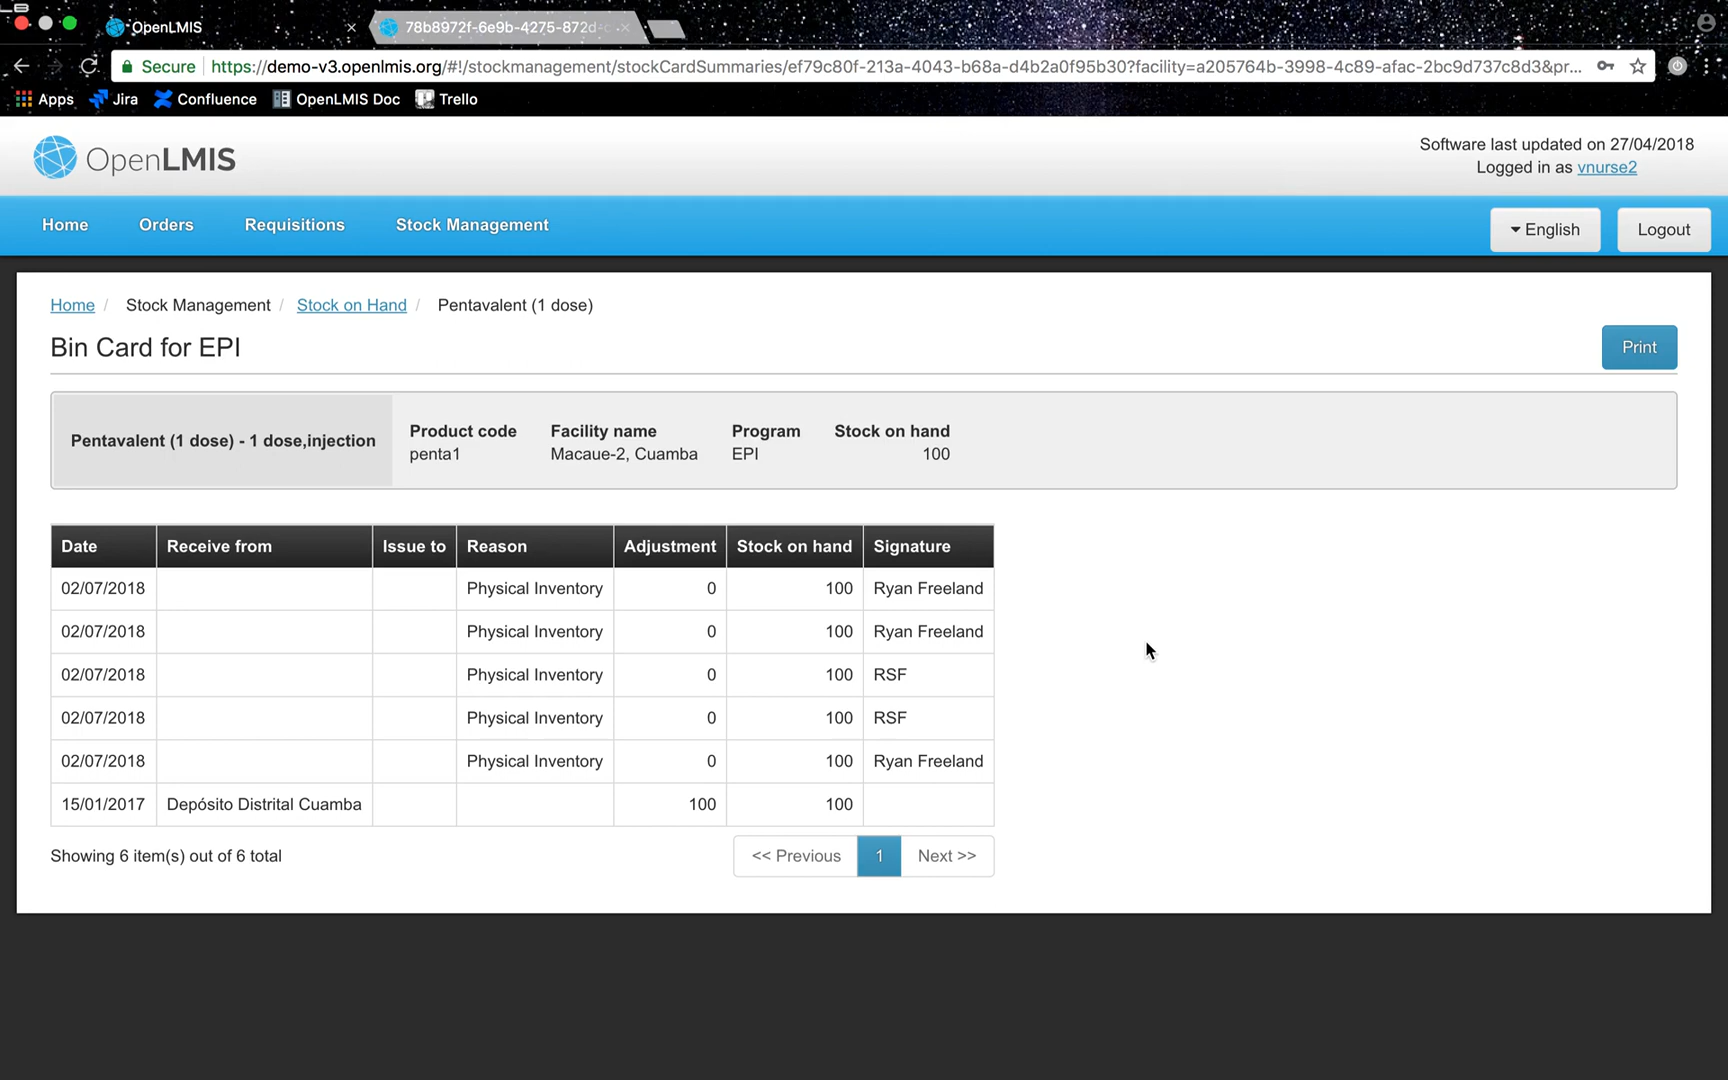 OpenLMIS
78b8972f-6e9b-4275-872d-
Secure https://demo-v3.openlmis.org/#!/stockmanagement/stockCardSummaries/ef79c80f-213a-4043-b68a-d4b2a0f95b30?facility=a205764b-3998-4c89-afac-2bc9d737c8d3&pr...
Apps Jira Confluence OpenLMIS Doc Trello
OpenLMIS
Software last updated on 27/04/2018
Logged in as vnurse2
Home Orders Requisitions Stock Management English Logout
Home / Stock Management / Stock on Hand / Pentavalent (1 dose)
Bin Card for EPI
Print
Pentavalent (1 dose) - 1 dose,injection
Product code Facility name Program Stock on hand
penta1 Macaue-2, Cuamba EPI 100
Date Receive from Issue to Reason Adjustment Stock on hand Signature
02/07/2018 Physical Inventory 0 100 Ryan Freeland
02/07/2018 Physical Inventory 0 100 Ryan Freeland
02/07/2018 Physical Inventory 0 100 RSF
02/07/2018 Physical Inventory 0 100 RSF
02/07/2018 Physical Inventory 0 100 Ryan Freeland
15/01/2017 Depósito Distrital Cuamba 100 100
Showing 6 item(s) out of 6 total
<< Previous 1 Next >>